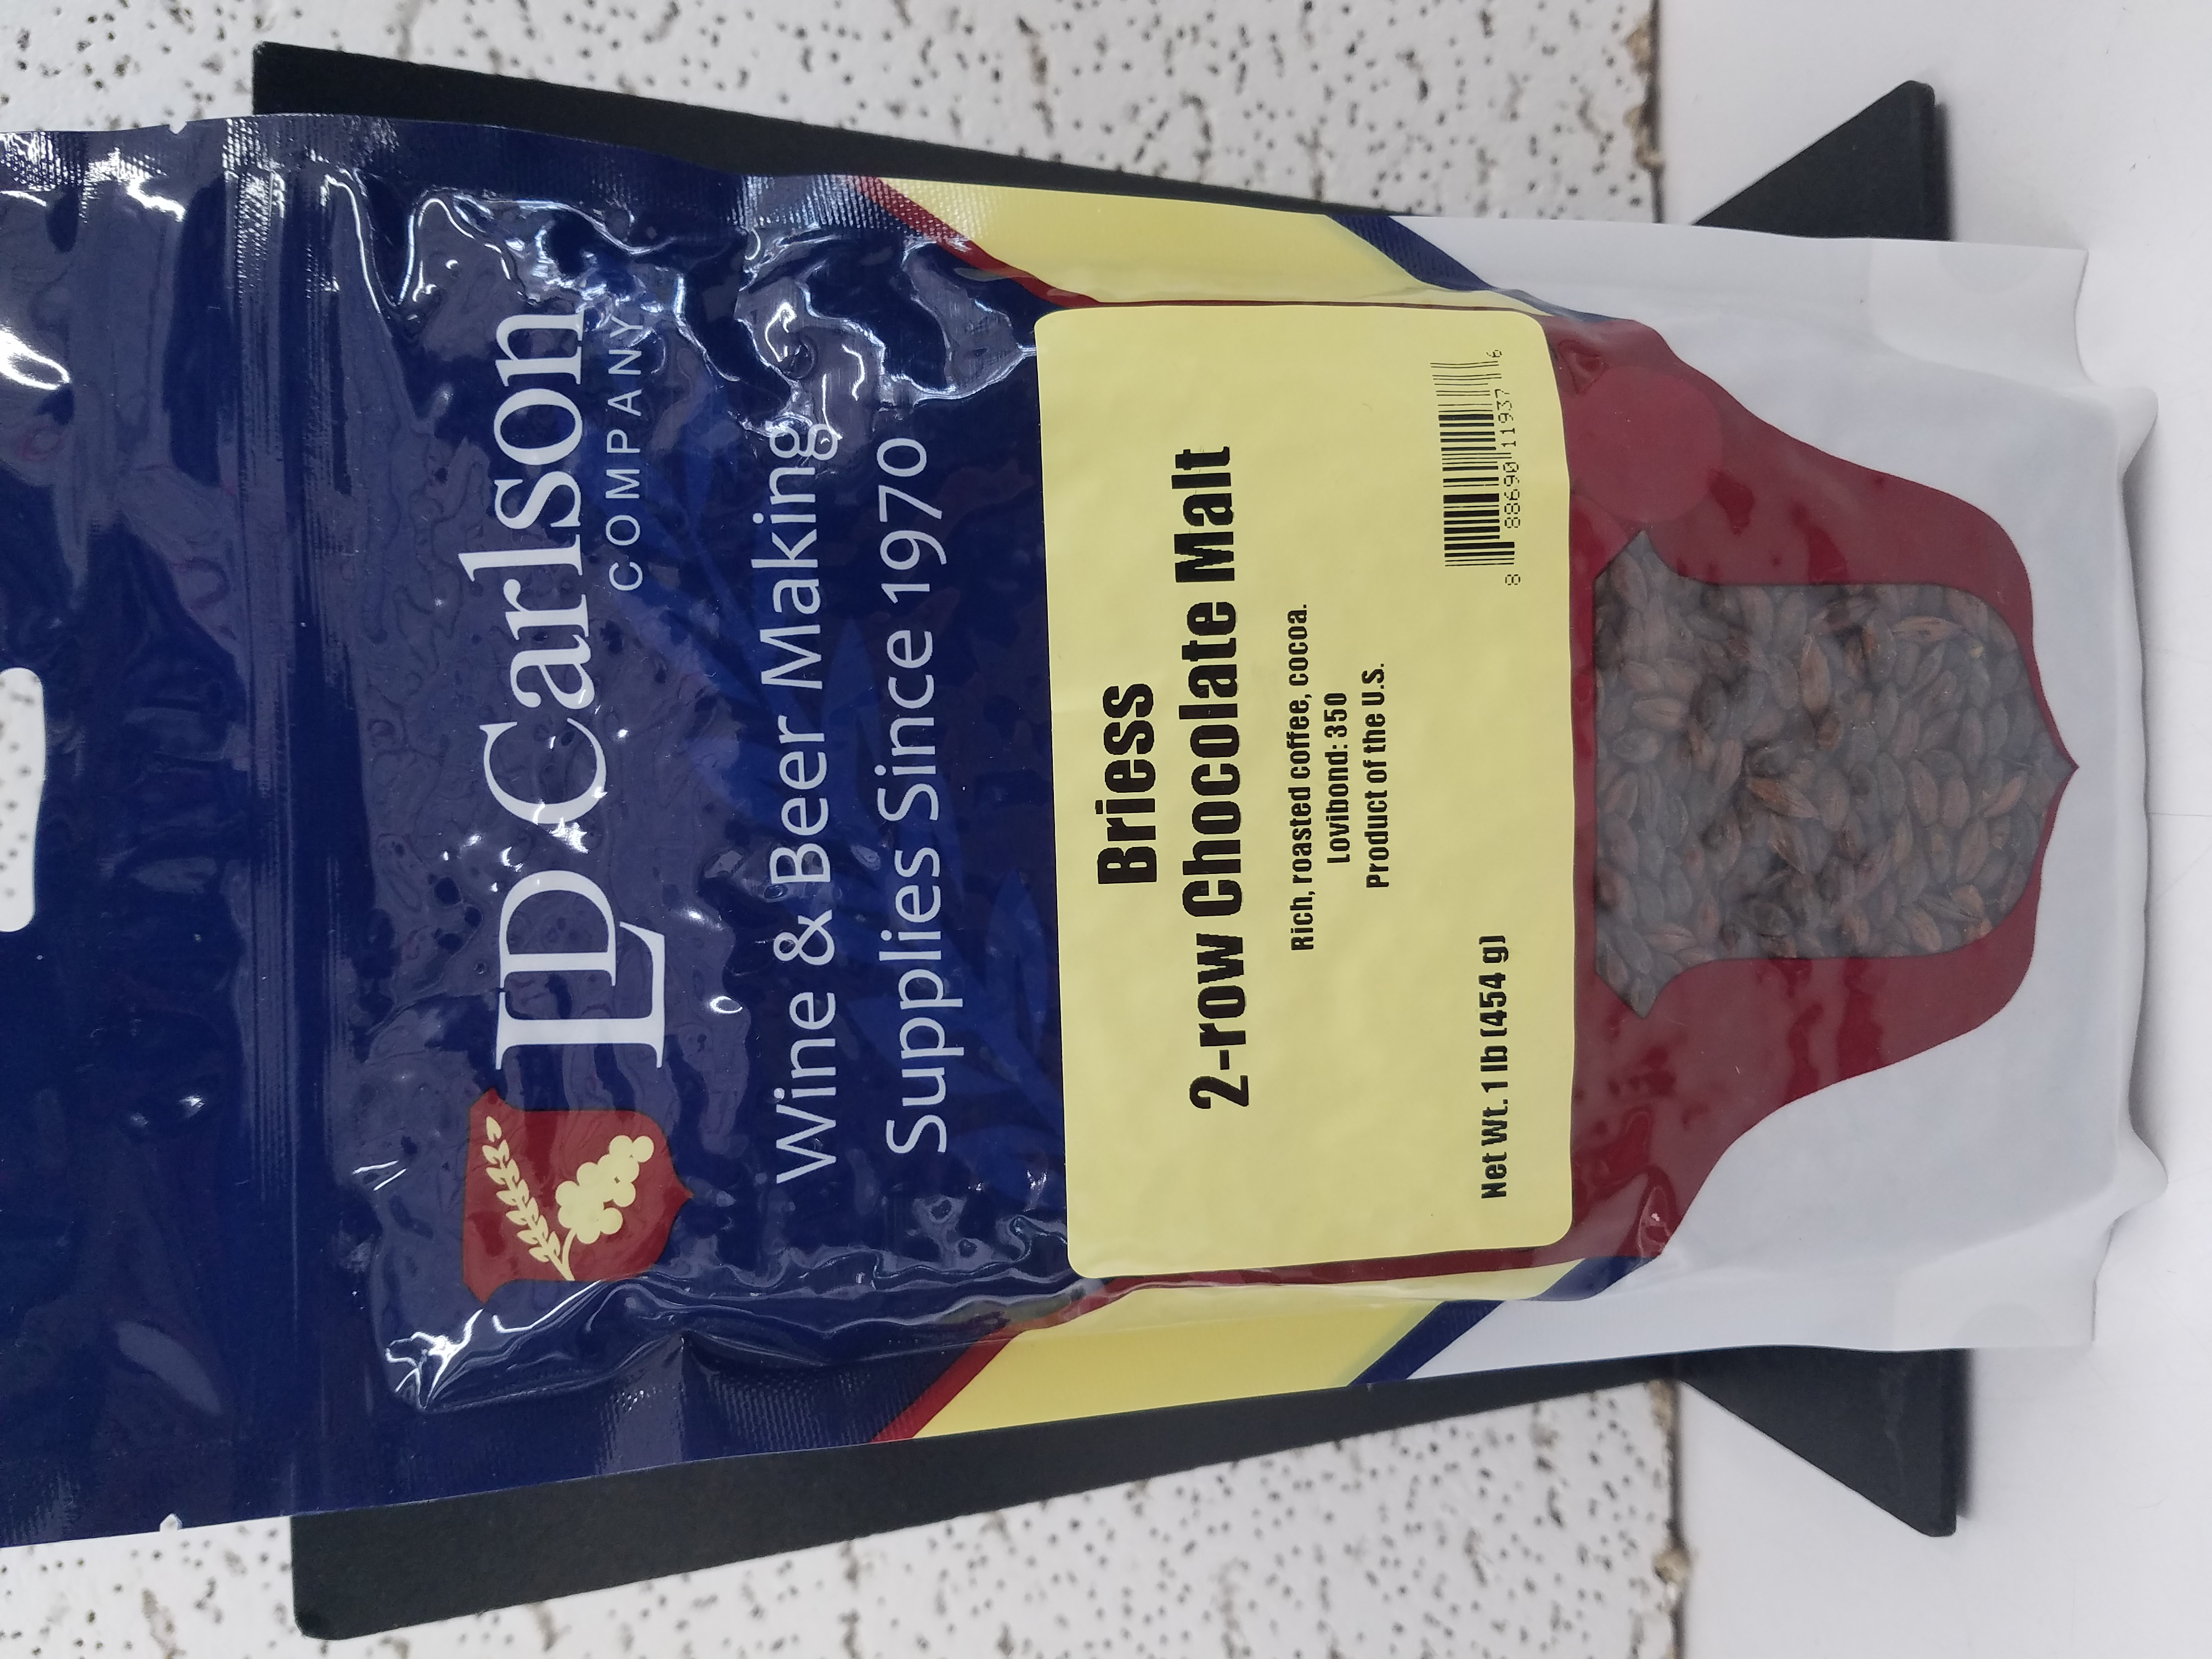 LD Carlson
COMPANY
Wine & Beer Making
Supplies Since 1970
Briess
2-row Chocolate Malt
Rich, roasted coffee, cocoa.
Lovibond: 350
Product of the U.S.
Net Wt. 1 lb (454 g)
8 88690 11937 6